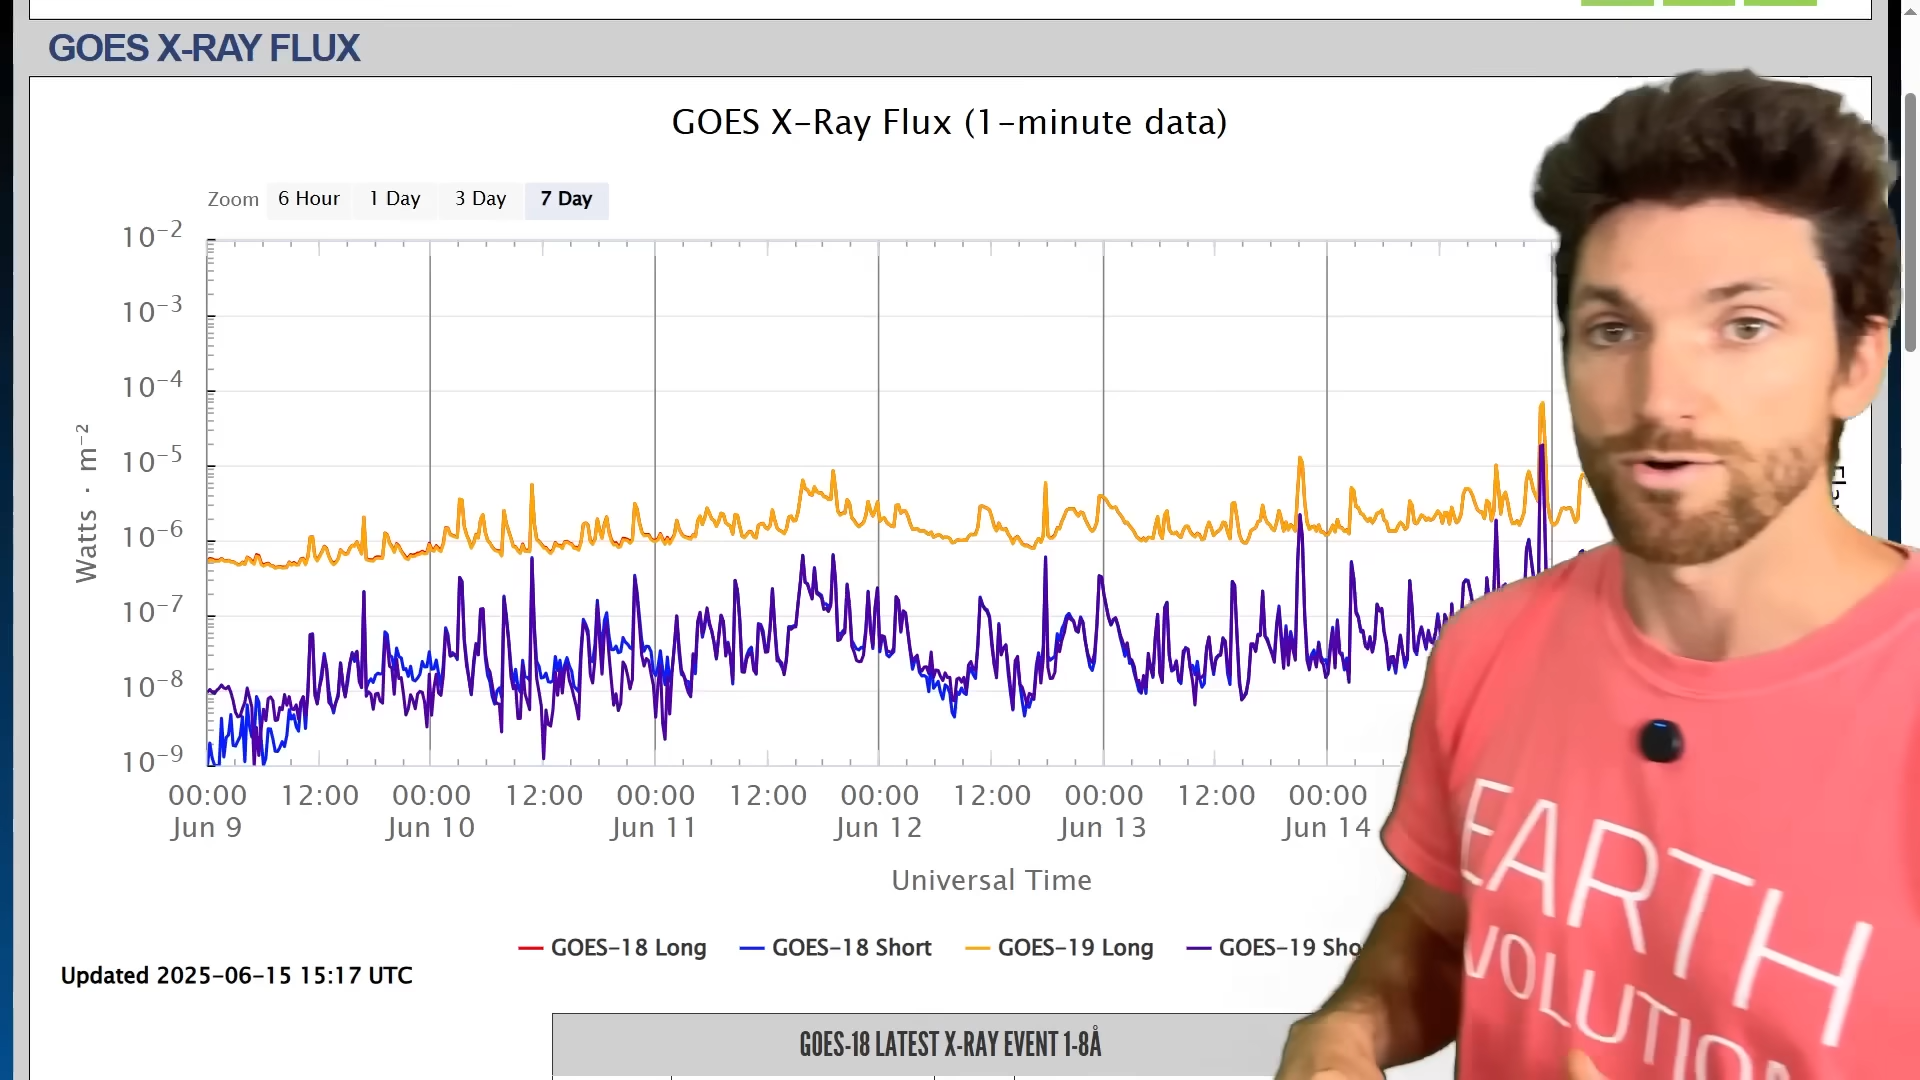 GOES X-RAY FLUX
GOES X-Ray Flux (1-minute data)
Zoom 6 Hour 1 Day 3 Day 7 Day
10⁻²
10⁻³
10⁻⁴
10⁻⁵
10⁻⁶
10⁻⁷
10⁻⁸
10⁻⁹
Watts · m⁻²
00:00 12:00 00:00 12:00 00:00 12:00 00:00 12:00 00:00 12:00 00:00
Jun 9 Jun 10 Jun 11 Jun 12 Jun 13 Jun 14
Universal Time
GOES-18 Long GOES-18 Short GOES-19 Long GOES-19 Sho
Updated 2025-06-15 15:17 UTC
GOES-18 LATEST X-RAY EVENT 1-8Å
EARTH
VOLUTION